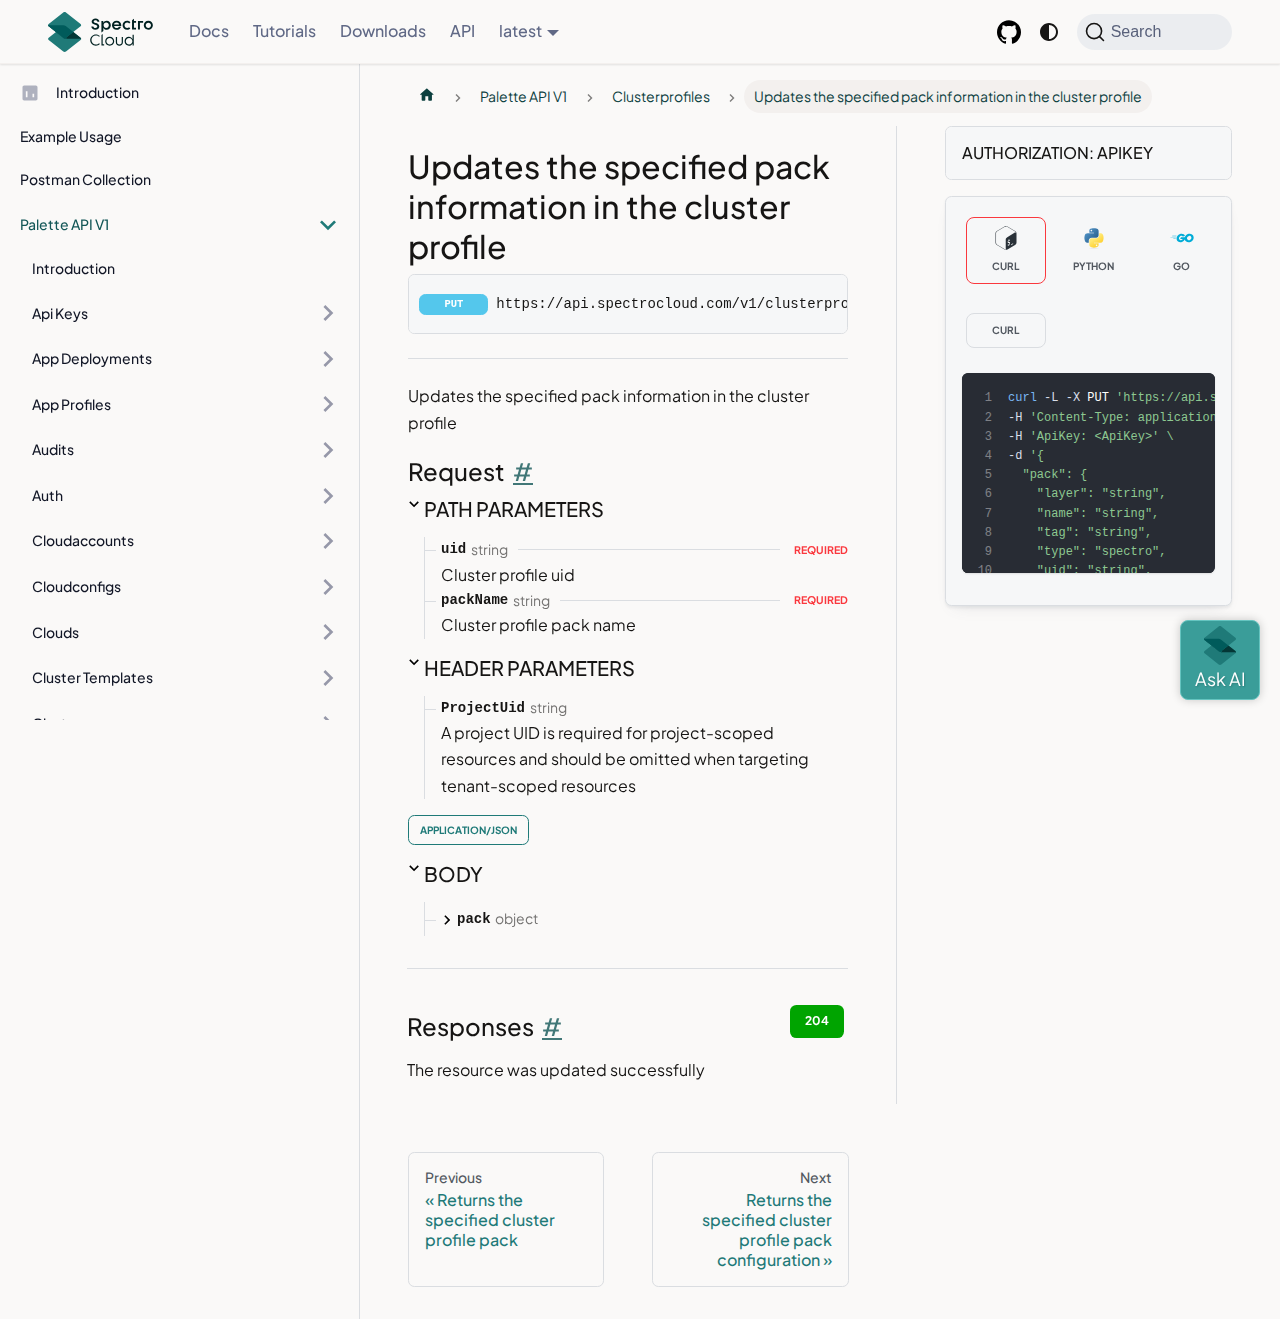 Spectro Cloud
Docs
Tutorials
Downloads
API
latest
Search
Introduction
Example Usage
Postman Collection
Palette API V1
Introduction
Api Keys
App Deployments
App Profiles
Audits
Auth
Cloudaccounts
Cloudconfigs
Clouds
Cluster Templates
Palette API V1
Clusterprofiles
Updates the specified pack information in the cluster profile
Updates the specified pack
information in the cluster
profile
PUT https://api.spectrocloud.com/v1/clusterpro
Updates the specified pack information in the cluster
profile
Request #
PATH PARAMETERS
uid string REQUIRED
Cluster profile uid
packName string REQUIRED
Cluster profile pack name
HEADER PARAMETERS
ProjectUid string
A project UID is required for project-scoped
resources and should be omitted when targeting
tenant-scoped resources
APPLICATION/JSON
BODY
pack object
Responses #
204
The resource was updated successfully
Previous
« Returns the
specified cluster
profile pack
Next
Returns the
specified cluster
profile pack
configuration »
AUTHORIZATION: APIKEY
CURL
PYTHON
GO
CURL
1 curl -L -X PUT 'https://api.s
2 -H 'Content-Type: application
3 -H 'ApiKey: <ApiKey>' \
4 -d '{
5 "pack": {
6 "layer": "string",
7 "name": "string",
8 "tag": "string",
9 "type": "spectro",
10 "uid": "string",
Ask AI